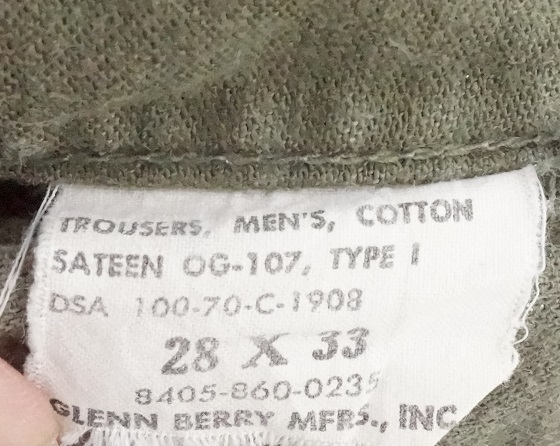 TROUSERS, MEN'S, COTTON
SATEEN OG-107, TYPE I
DSA 100-70-C-1908
28 X 33
8405-860-0235
GLENN BERRY MFRS., INC.